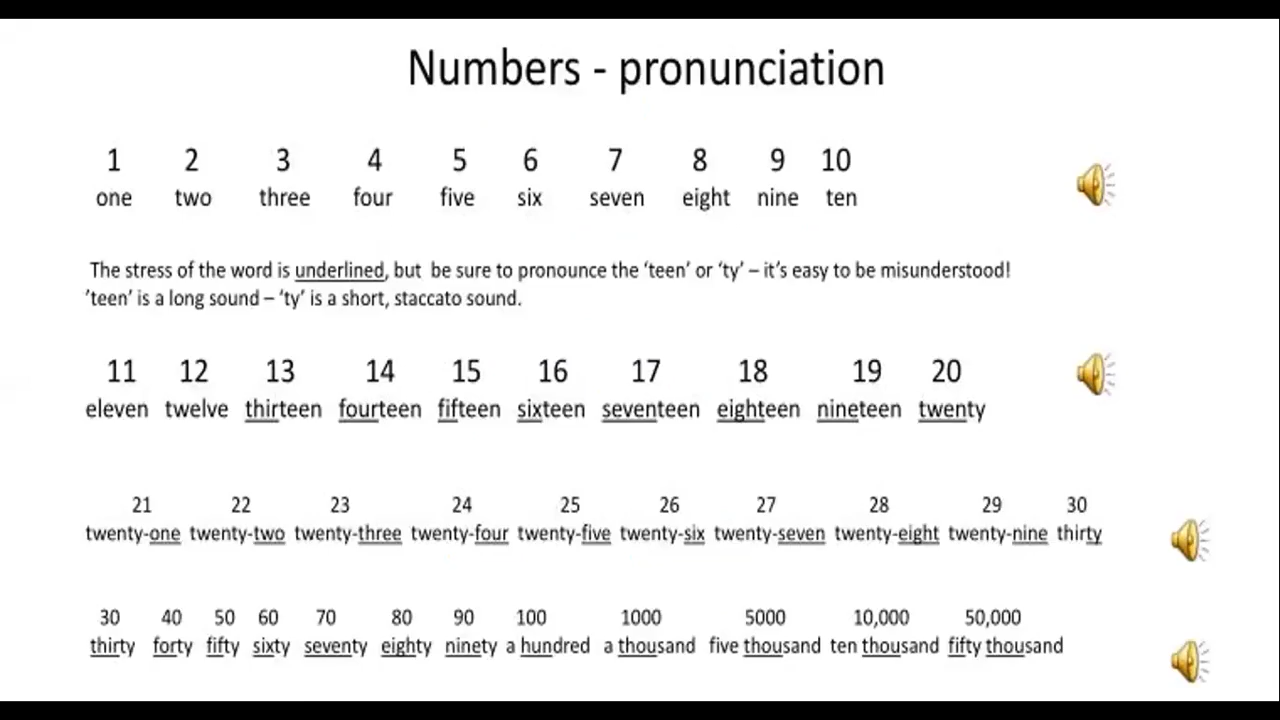 Numbers - pronunciation
1 2 3 4 5 6 7 8 9 10
one two three four five six seven eight nine ten
The stress of the word is underlined, but be sure to pronounce the ‘teen’ or ‘ty’ – it’s easy to be misunderstood!
’teen’ is a long sound – ‘ty’ is a short, staccato sound.
11 12 13 14 15 16 17 18 19 20
eleven twelve thirteen fourteen fifteen sixteen seventeen eighteen nineteen twenty
21 22 23 24 25 26 27 28 29 30
twenty-one twenty-two twenty-three twenty-four twenty-five twenty-six twenty-seven twenty-eight twenty-nine thirty
30 40 50 60 70 80 90 100 1000 5000 10,000 50,000
thirty forty fifty sixty seventy eighty ninety a hundred a thousand five thousand ten thousand fifty thousand